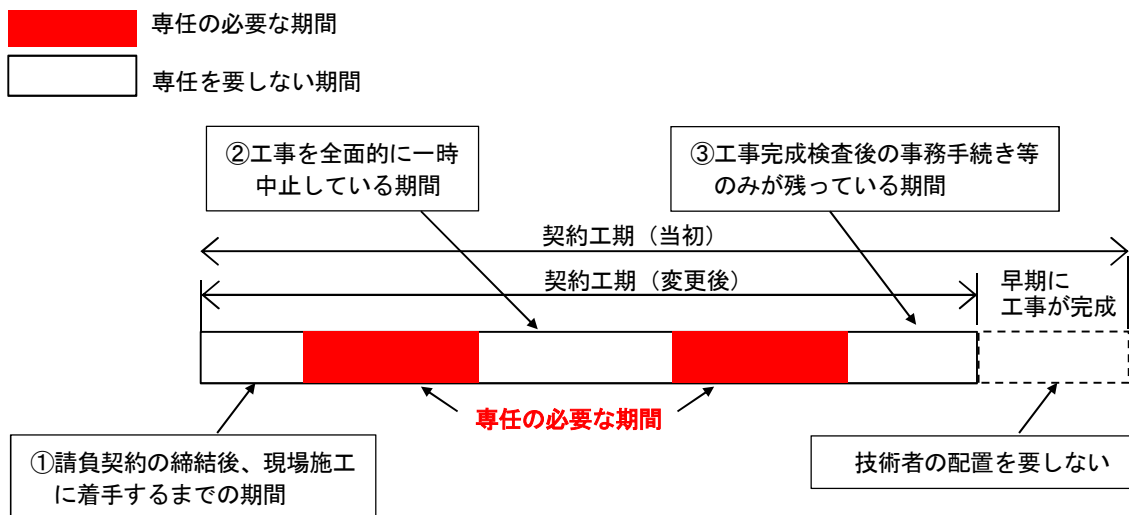 専任の必要な期間
専任を要しない期間
②工事を全面的に一時
中止している期間
③工事完成検査後の事務手続き等
のみが残っている期間
契約工期（当初）
契約工期（変更後）
早期に
工事が完成
専任の必要な期間
①請負契約の締結後、現場施工
に着手するまでの期間
技術者の配置を要しない